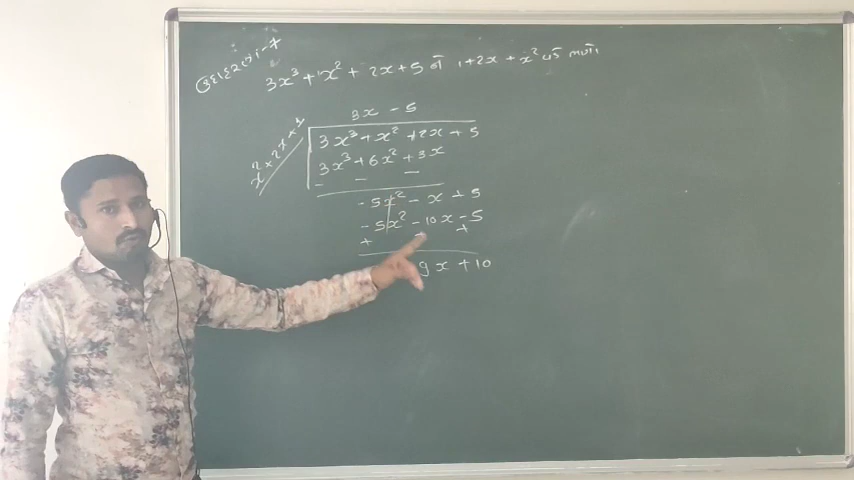 ઉદાહરણ-7
3x³ + x² + 2x + 5 ને 1 + 2x + x² વડે ભાગો
3x - 5
x² + 2x + 1
3x³ + x² + 2x + 5
3x³ + 6x² + 3x
- - -
-5x² - x + 5
-5x² - 10x - 5
+ + +
9x + 10